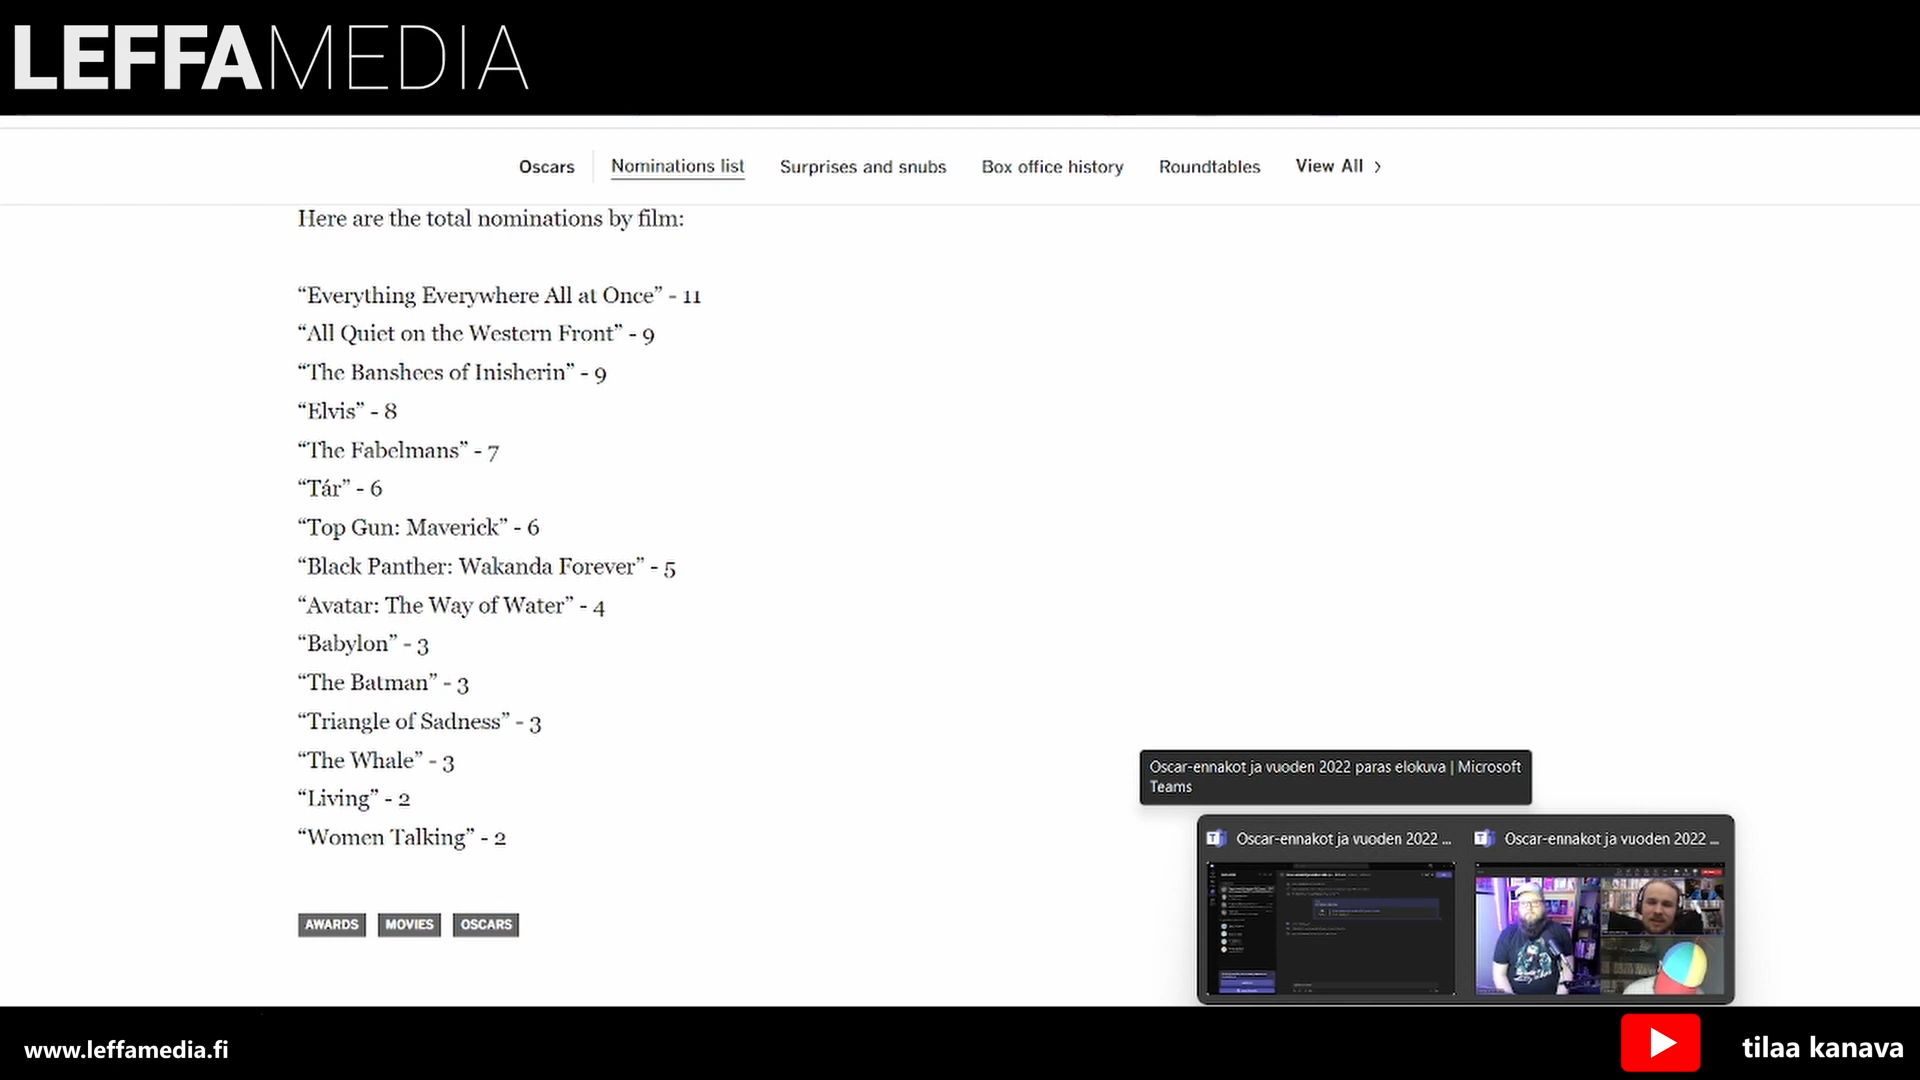 LEFFAMEDIA
Oscars
Nominations list
Surprises and snubs
Box office history
Roundtables
View All
Here are the total nominations by film:
“Everything Everywhere All at Once” - 11
“All Quiet on the Western Front” - 9
“The Banshees of Inisherin” - 9
“Elvis” - 8
“The Fabelmans” - 7
“Tár” - 6
“Top Gun: Maverick” - 6
“Black Panther: Wakanda Forever” - 5
“Avatar: The Way of Water” - 4
“Babylon” - 3
“The Batman” - 3
“Triangle of Sadness” - 3
“The Whale” - 3
“Living” - 2
“Women Talking” - 2
AWARDS
MOVIES
OSCARS
Oscar-ennakot ja vuoden 2022 paras elokuva | Microsoft
Teams
Oscar-ennakot ja vuoden 2022 ...
Oscar-ennakot ja vuoden 2022 ...
www.leffamedia.fi
tilaa kanava